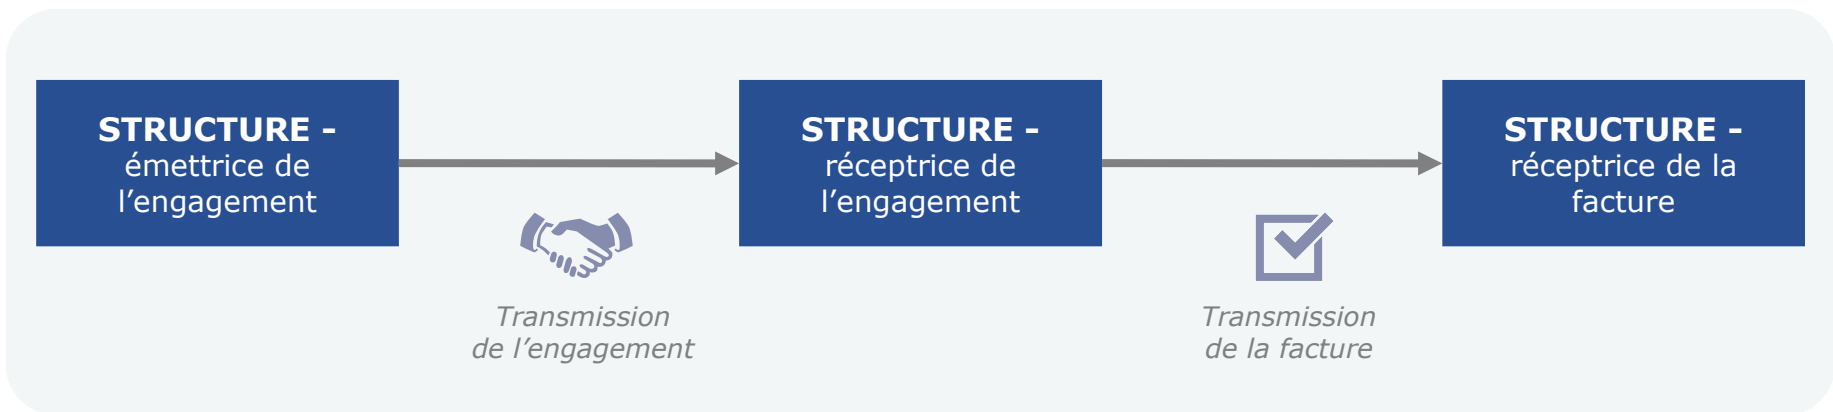 STRUCTURE –
émettrice de
l’engagement
STRUCTURE –
réceptrice de
l’engagement
STRUCTURE –
réceptrice de la
facture
Transmission
de l’engagement
Transmission
de la facture